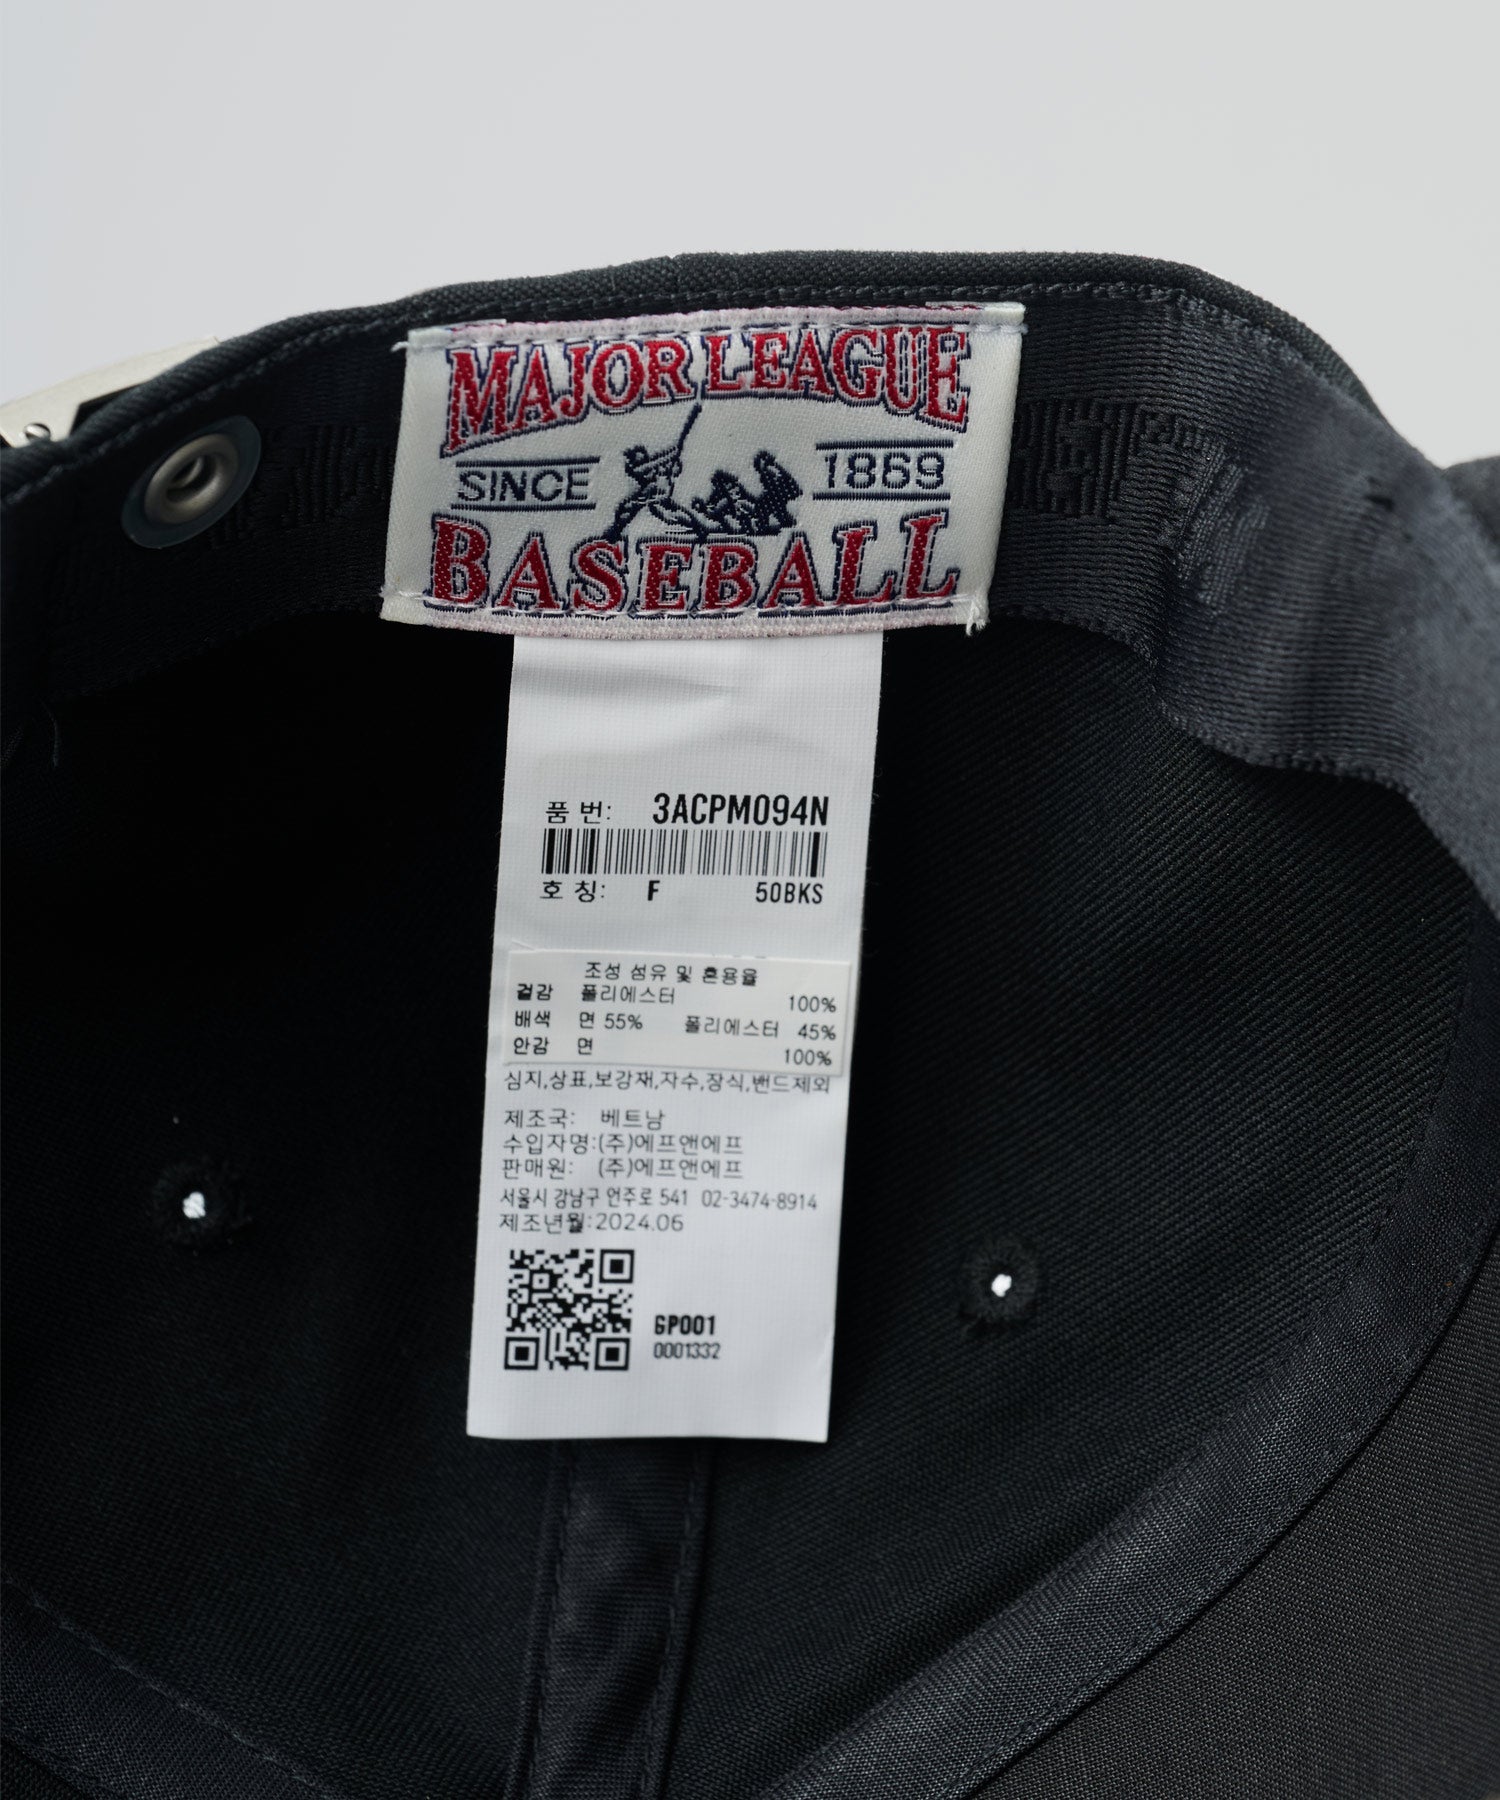 MAJOR LEAGUE
SINCE 1869
BASEBALL
품 번: 3ACPM094N
호 칭: F 50BKS
조성 섬유 및 혼용율
겉감 폴리에스터 100%
배색 면 55% 폴리에스터 45%
안감 면 100%
심지,상표,보강재,자수,장식,밴드제외
제조국: 베트남
수입자명:(주)에프앤에프
판매원: (주)에프앤에프
서울시 강남구 언주로 541 02-3474-8914
제조년월:2024.06
6P001
0001332